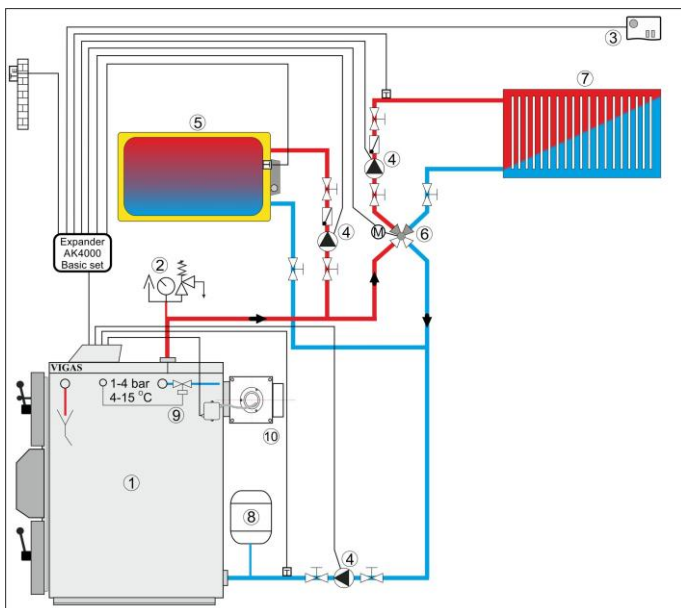 ③
⑦
⑤
④
④
T
M
⑥
Expander
AK4000
Basic set
②
VIGAS
1-4 bar
4-15 °C
⑨
⑩
①
⑧
T
④